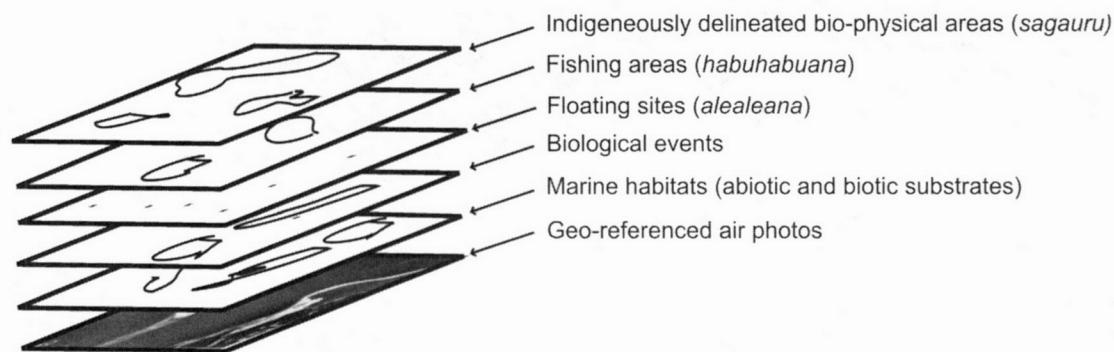 Indigeneously delineated bio-physical areas (sagauru)
Fishing areas (habuhabuana)
Floating sites (alealeana)
Biological events
Marine habitats (abiotic and biotic substrates)
Geo-referenced air photos